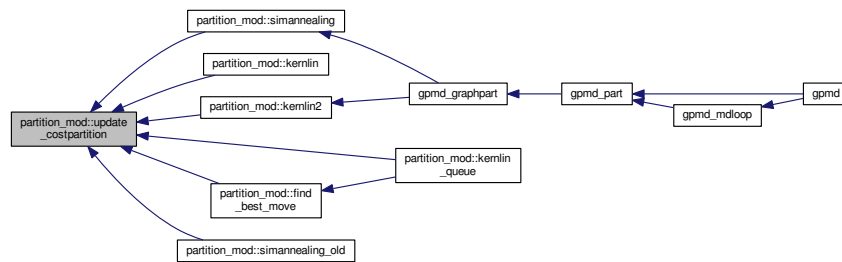 partition_mod::simannealing
partition_mod::kernlin
partition_mod::kernlin2
gpmd_graphpart
gpmd_part
gpmd
gpmd_mdloop
partition_mod::update
_costpartition
partition_mod::kernlin
_queue
partition_mod::find
_best_move
partition_mod::simannealing_old